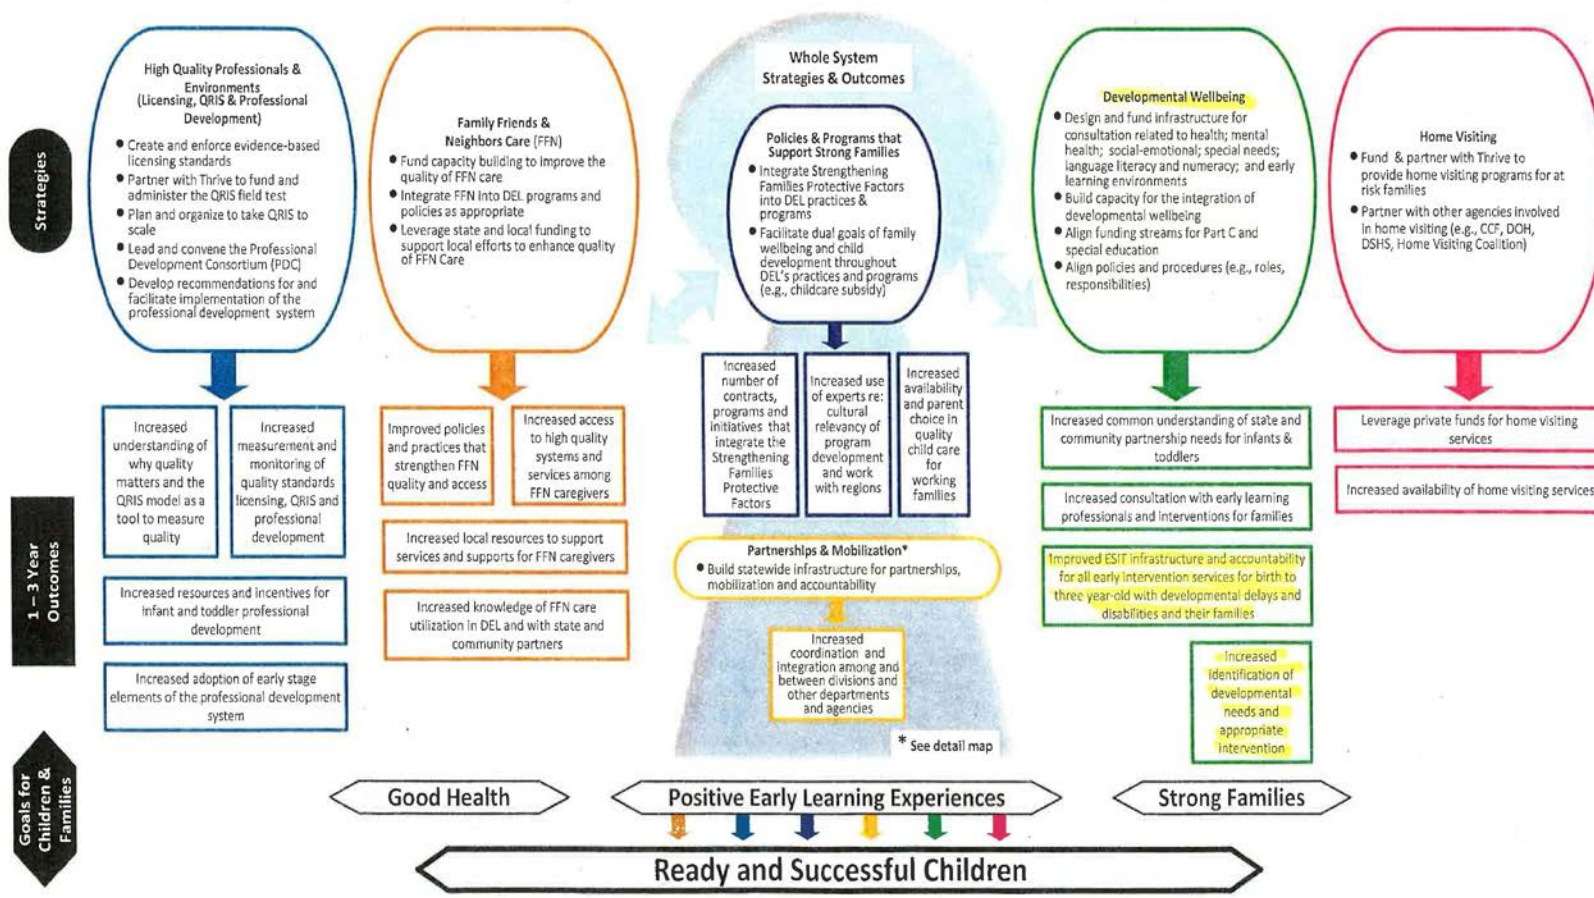 Strategies
High Quality Professionals &
Environments
(Licensing, QRIS & Professional
Development)
● Create and enforce evidence-based
licensing standards
● Partner with Thrive to fund and
administer the QRIS field test
● Plan and organize to take QRIS to
scale
● Lead and convene the Professional
Development Consortium (PDC)
● Develop recommendations for and
facilitate implementation of the
professional development system
Family Friends &
Neighbors Care (FFN)
● Fund capacity building to improve the
quality of FFN care
● Integrate FFN into DEL programs and
policies as appropriate
● Leverage state and local funding to
support local efforts to enhance quality
of FFN Care
Whole System
Strategies & Outcomes
Policies & Programs that
Support Strong Families
● Integrate Strengthening
Families Protective Factors
into DEL practices &
programs
● Facilitate dual goals of family
wellbeing and child
development throughout
DEL's practices and programs
(e.g., childcare subsidy)
Developmental Wellbeing
● Design and fund infrastructure for
consultation related to health; mental
health; social-emotional; special needs;
language literacy and numeracy; and early
learning environments
● Build capacity for the integration of
developmental wellbeing
● Align funding streams for Part C and
special education
● Align policies and procedures (e.g., roles,
responsibilities)
Home Visiting
● Fund & partner with Thrive to
provide home visiting programs for at
risk families
● Partner with other agencies involved
in home visiting (e.g., CCF, DOH,
DSHS, Home Visiting Coalition)
1 – 3 Year
Outcomes
Increased
understanding of
why quality
matters and the
QRIS model as a
tool to measure
quality
Increased
measurement and
monitoring of
quality standards
licensing, QRIS and
professional
development
Increased resources and incentives for
infant and toddler professional
development
Increased adoption of early stage
elements of the professional development
system
Improved policies
and practices that
strengthen FFN
quality and access
Increased access
to high quality
systems and
services among
FFN caregivers
Increased local resources to support
services and supports for FFN caregivers
Increased knowledge of FFN care
utilization in DEL and with state and
community partners
Increased
number of
contracts,
programs and
initiatives that
integrate the
Strengthening
Families
Protective
Factors
Increased use
of experts re:
cultural
relevancy of
program
development
and work
with regions
Increased
availability
and parent
choice in
quality
child care
for
working
families
Partnerships & Mobilization*
● Build statewide infrastructure for partnerships,
mobilization and accountability
Increased
coordination and
integration among and
between divisions and
other departments
and agencies
* See detail map
Increased common understanding of state and
community partnership needs for infants &
toddlers
Increased consultation with early learning
professionals and interventions for families
Improved ESIT infrastructure and accountability
for all early intervention services for birth to
three year-old with developmental delays and
disabilities and their families
Increased
identification of
developmental
needs and
appropriate
intervention
Leverage private funds for home visiting
services
Increased availability of home visiting services
Goals for
Children &
Families
Good Health
Positive Early Learning Experiences
Strong Families
Ready and Successful Children